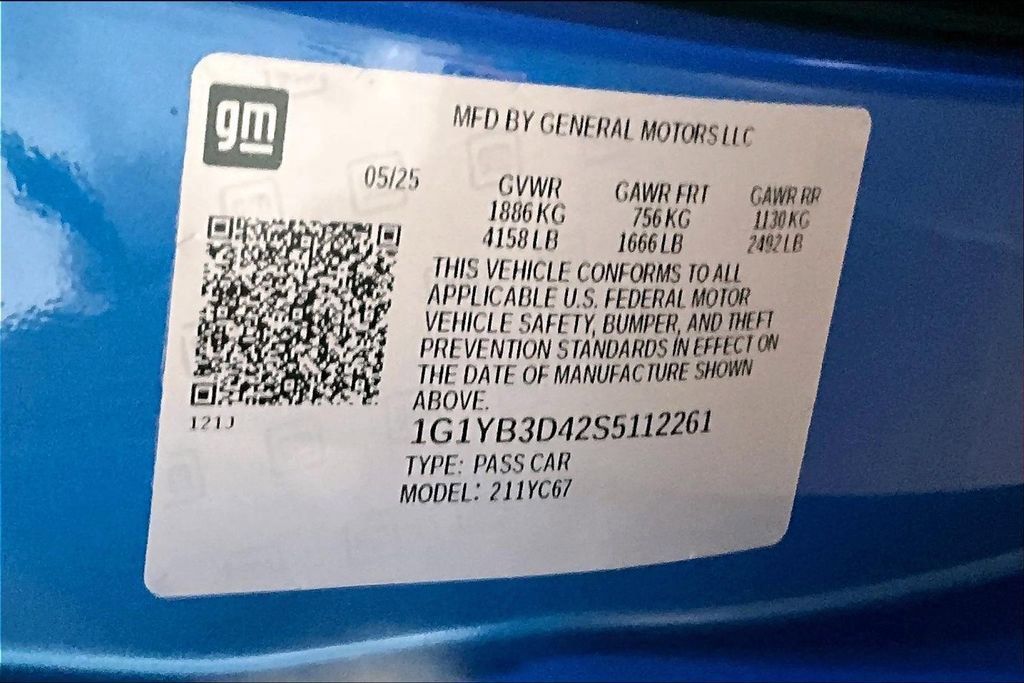 gm
MFD BY GENERAL MOTORS LLC
05/25 GVWR GAWR FRT GAWR RR
1886 KG 756 KG 1130 KG
4158 LB 1666 LB 2492 LB
THIS VEHICLE CONFORMS TO ALL
APPLICABLE U.S. FEDERAL MOTOR
VEHICLE SAFETY, BUMPER, AND THEFT
PREVENTION STANDARDS IN EFFECT ON
THE DATE OF MANUFACTURE SHOWN
ABOVE.
121J
1G1YB3D42S5112261
TYPE: PASS CAR
MODEL: 211YC67